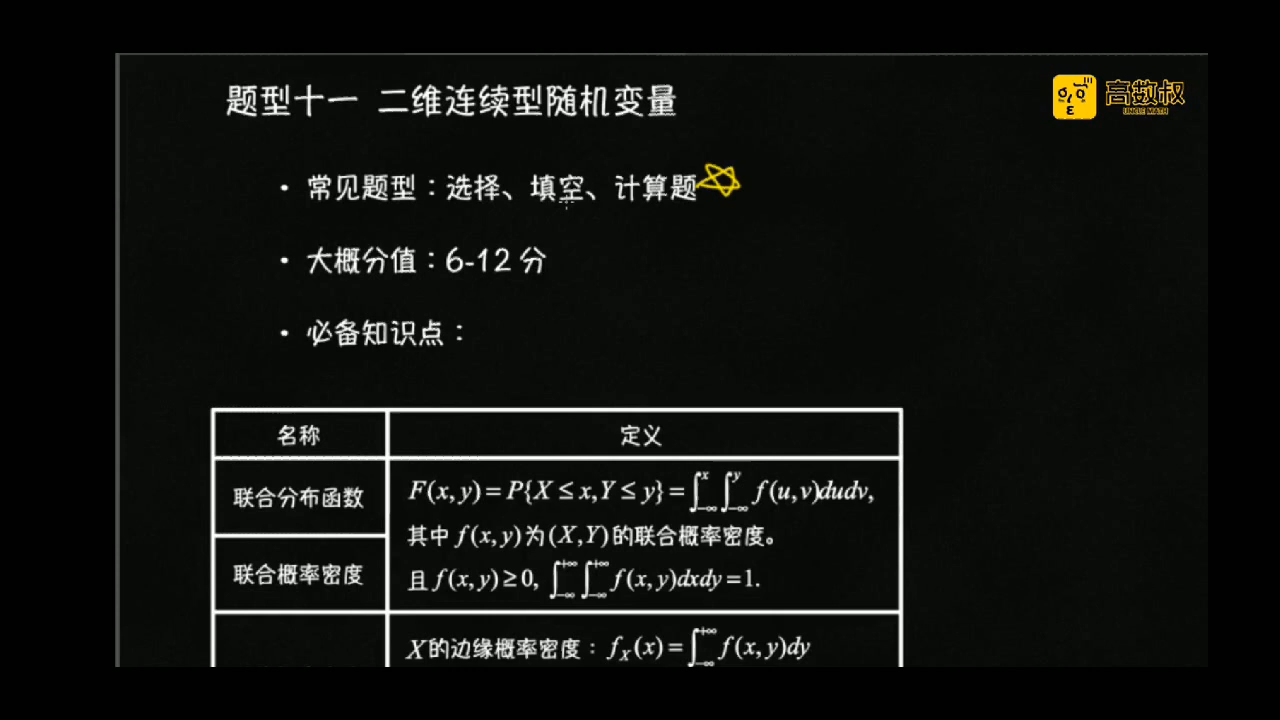 题型十一 二维连续型随机变量
高数叔
UNCLE MATH
• 常见题型：选择、填空、计算题
• 大概分值：6-12 分
• 必备知识点：
名称 定义
联合分布函数
F(x,y)=P{X≤x,Y≤y}=∫_{-∞}^{x}∫_{-∞}^{y} f(u,v)dudv,
其中 f(x,y)为(X,Y)的联合概率密度。
联合概率密度
且 f(x,y)≥0, ∫_{-∞}^{+∞}∫_{-∞}^{+∞} f(x,y)dxdy=1.
X的边缘概率密度：f_X(x)=∫_{-∞}^{+∞} f(x,y)dy